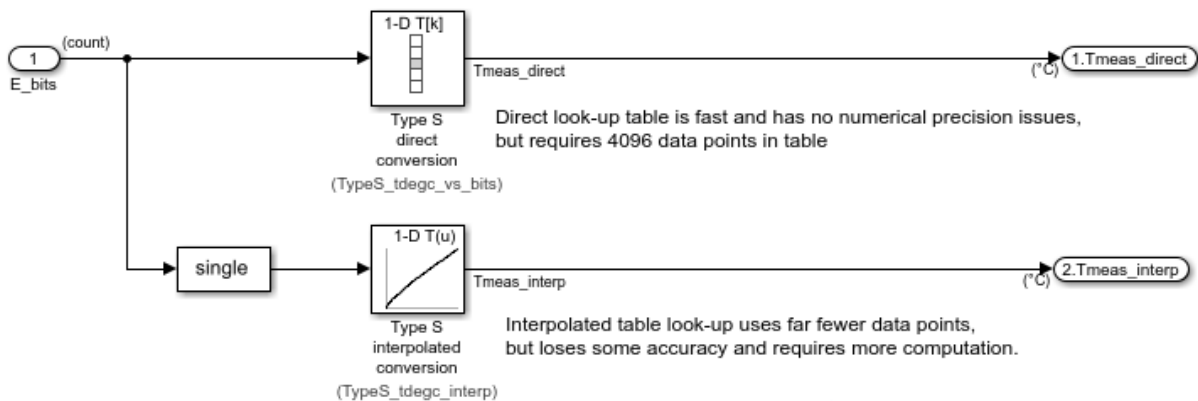 1-D T[k]
(count)
1
E_bits
Tmeas_direct
(°C)
1.Tmeas_direct
Type S
direct
conversion
(TypeS_tdegc_vs_bits)
Direct look-up table is fast and has no numerical precision issues,
but requires 4096 data points in table
single
1-D T(u)
Tmeas_interp
(°C)
2.Tmeas_interp
Type S
interpolated
conversion
(TypeS_tdegc_interp)
Interpolated table look-up uses far fewer data points,
but loses some accuracy and requires more computation.